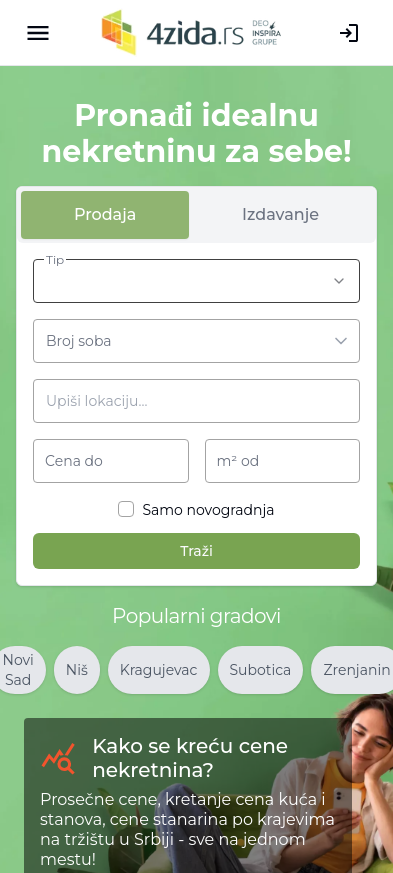 4zida.rs
DEO
INSPIRA
GRUPE
Pronađi idealnu
nekretninu za sebe!
Prodaja
Izdavanje
Tip
Broj soba
Upiši lokaciju...
Cena do
m² od
Samo novogradnja
Traži
Popularni gradovi
Novi
Sad
Niš
Kragujevac
Subotica
Zrenjanin
Kako se kreću cene
nekretnina?
Prosečne cene, kretanje cena kuća i
stanova, cene stanarina po krajevima
na tržištu u Srbiji - sve na jednom
mestu!